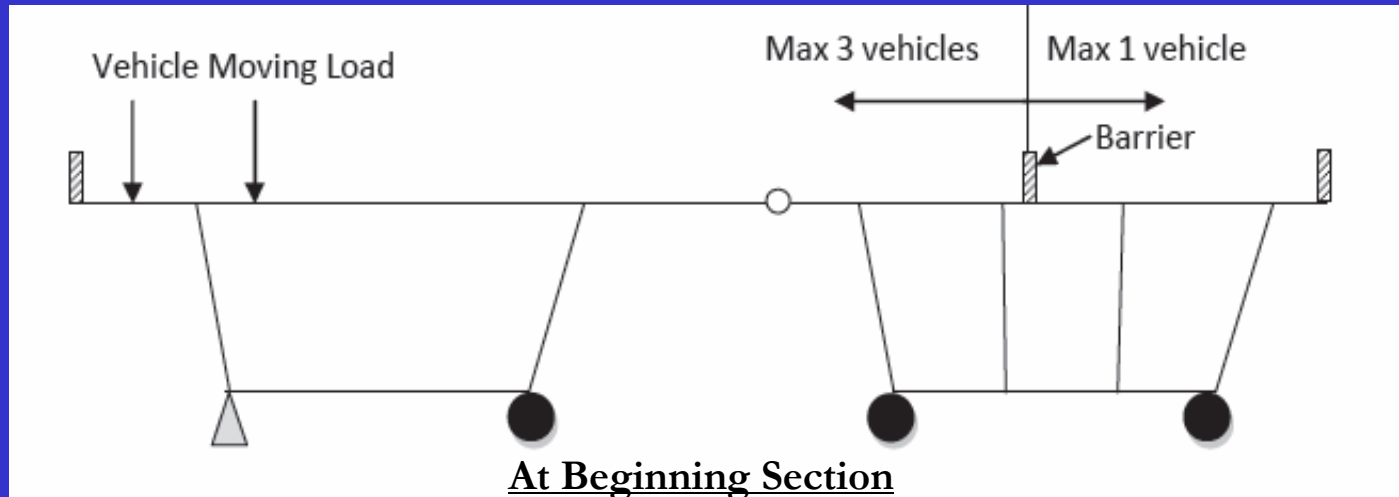 Vehicle Moving Load
Max 3 vehicles
Max 1 vehicle
Barrier
At Beginning Section